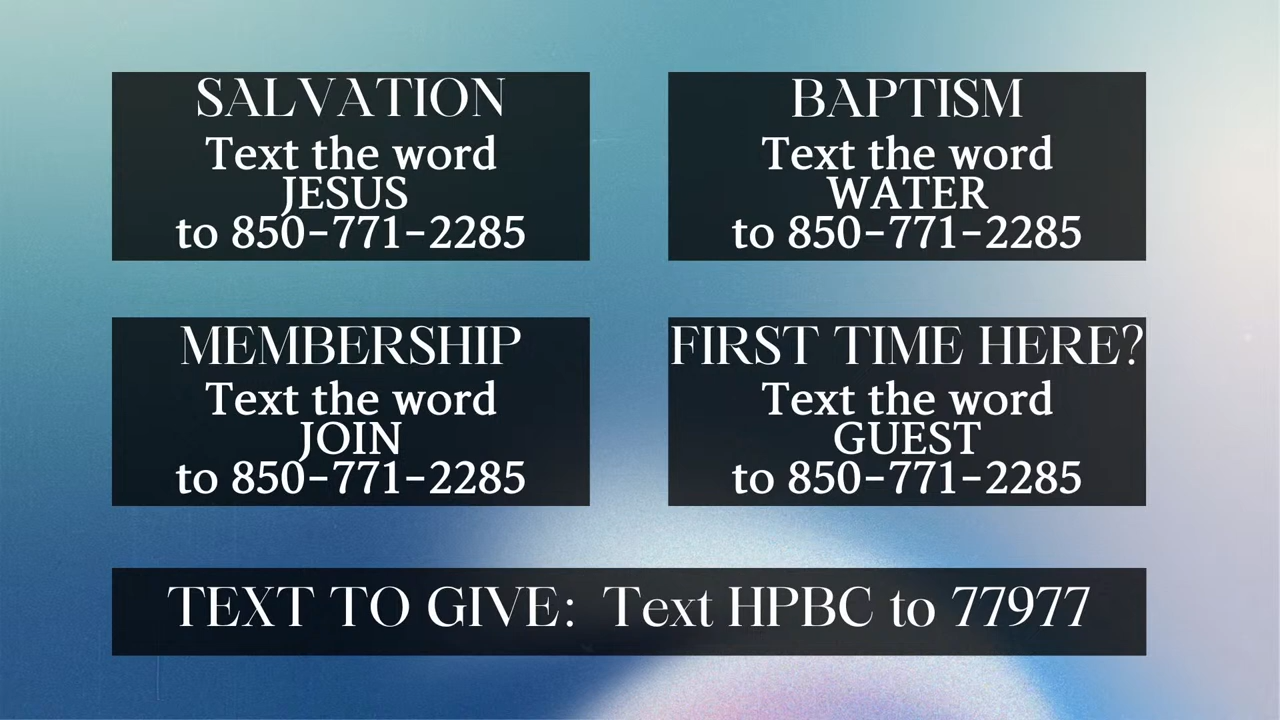 SALVATION
Text the word
JESUS
to 850-771-2285
BAPTISM
Text the word
WATER
to 850-771-2285
MEMBERSHIP
Text the word
JOIN
to 850-771-2285
FIRST TIME HERE?
Text the word
GUEST
to 850-771-2285
TEXT TO GIVE: Text HPBC to 77977